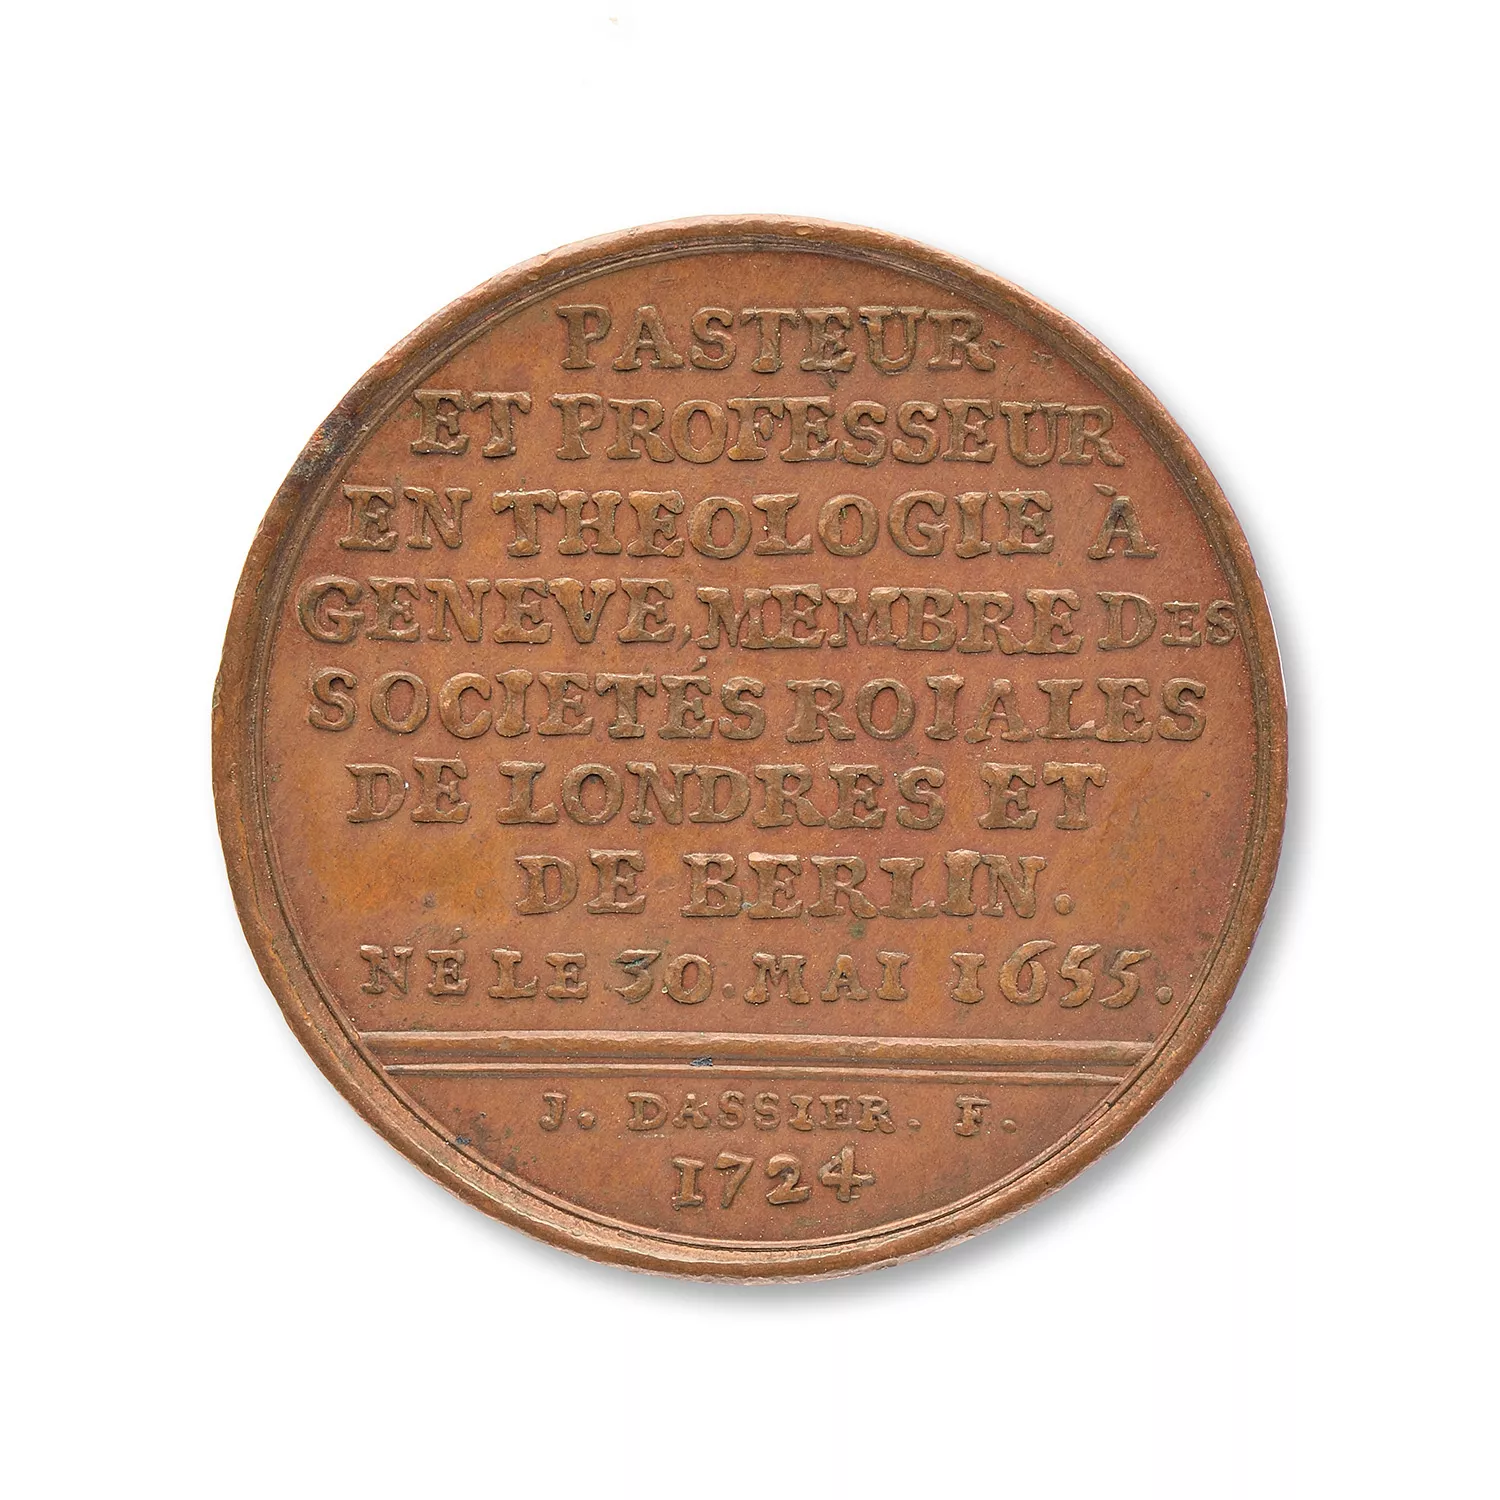 PASTEUR
ET PROFESSEUR
EN THEOLOGIE À
GENEVE, MEMBRE DES
SOCIETÉS ROIALES
DE LONDRES ET
DE BERLIN.
NÉ LE 30. MAI 1655.
J. DASSIER. F.
1724